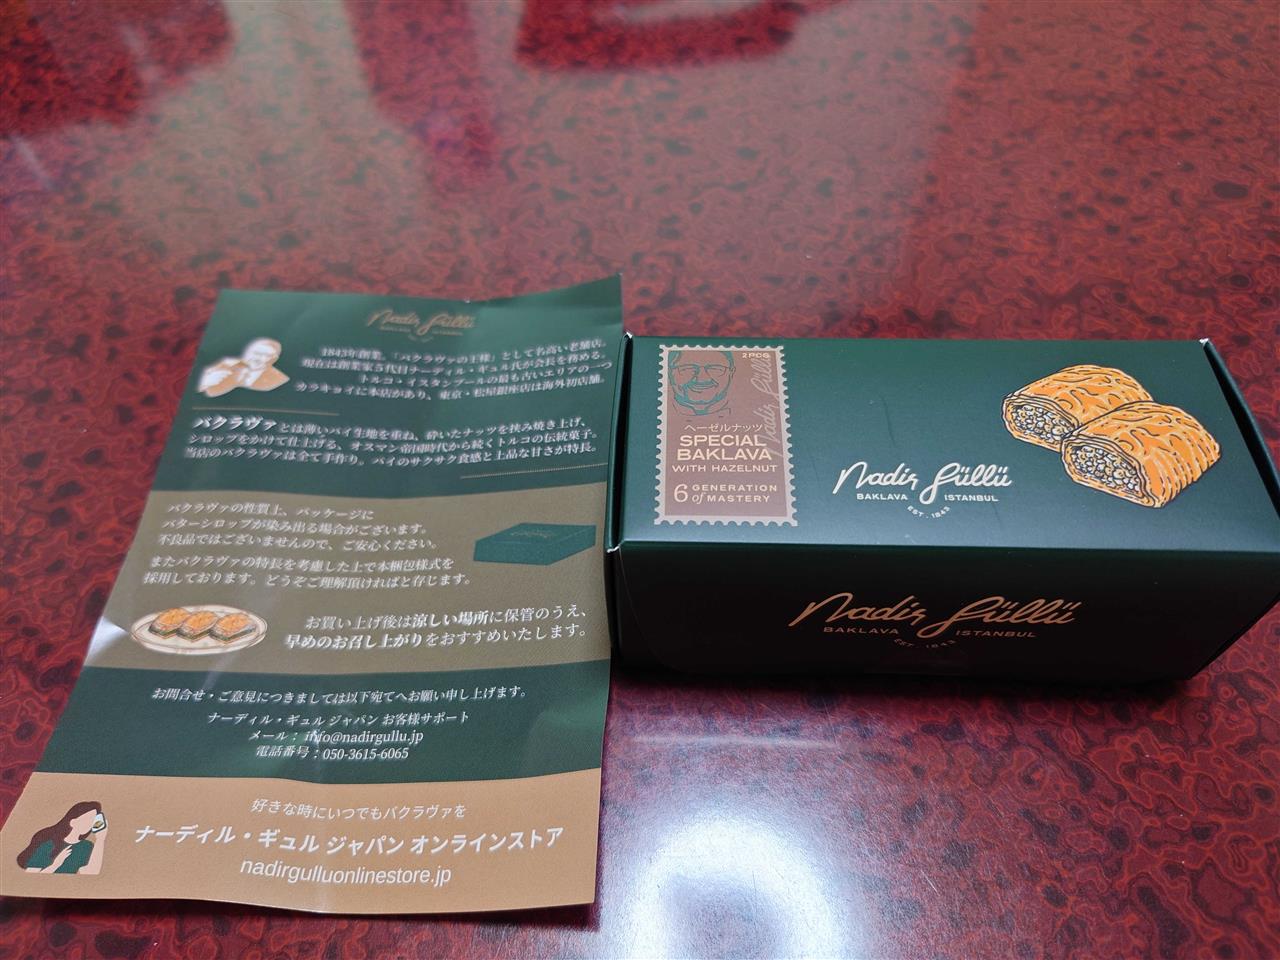 Nadir Güllü
BAKLAVA ISTANBUL
1843年創業、「バクラヴァの王様」として名高い老舗店。
現在は創業家5代目ナーディル・ギュル氏が会長を務める。
トルコ・イスタンブールの最も古いエリアの一つ
カラキョイに本店があり、東京・松屋銀座店は海外初店舗。
バクラヴァとは薄いパイ生地を重ね、砕いたナッツを挟み焼き上げ、
シロップをかけて仕上げる、オスマン帝国時代から続くトルコの伝統菓子。
当店のバクラヴァは全て手作り。パイのサクサク食感と上品な甘さが特長。
バクラヴァの性質上、パッケージに
バターシロップが染み出る場合がございます。
不良品ではございませんので、ご安心ください。
またバクラヴァの特長を考慮した上で本梱包様式を
採用しております。どうぞご理解頂ければと存じます。
お買い上げ後は涼しい場所に保管のうえ、
早めのお召し上がりをおすすめいたします。
お問合せ・ご意見につきましては以下宛てへお願い申し上げます。
ナーディル・ギュル ジャパン お客様サポート
メール： info@nadirgullu.jp
電話番号：050-3615-6065
好きな時にいつでもバクラヴァを
ナーディル・ギュル ジャパン オンラインストア
nadirgulluonlinestore.jp
2 PCS
Nadir Güllü
ヘーゼルナッツ
SPECIAL
BAKLAVA
WITH HAZELNUT
6 GENERATION
of MASTERY
Nadir Güllü
BAKLAVA ISTANBUL
EST - 1843
Nadir Güllü
BAKLAVA ISTANBUL
EST - 1843